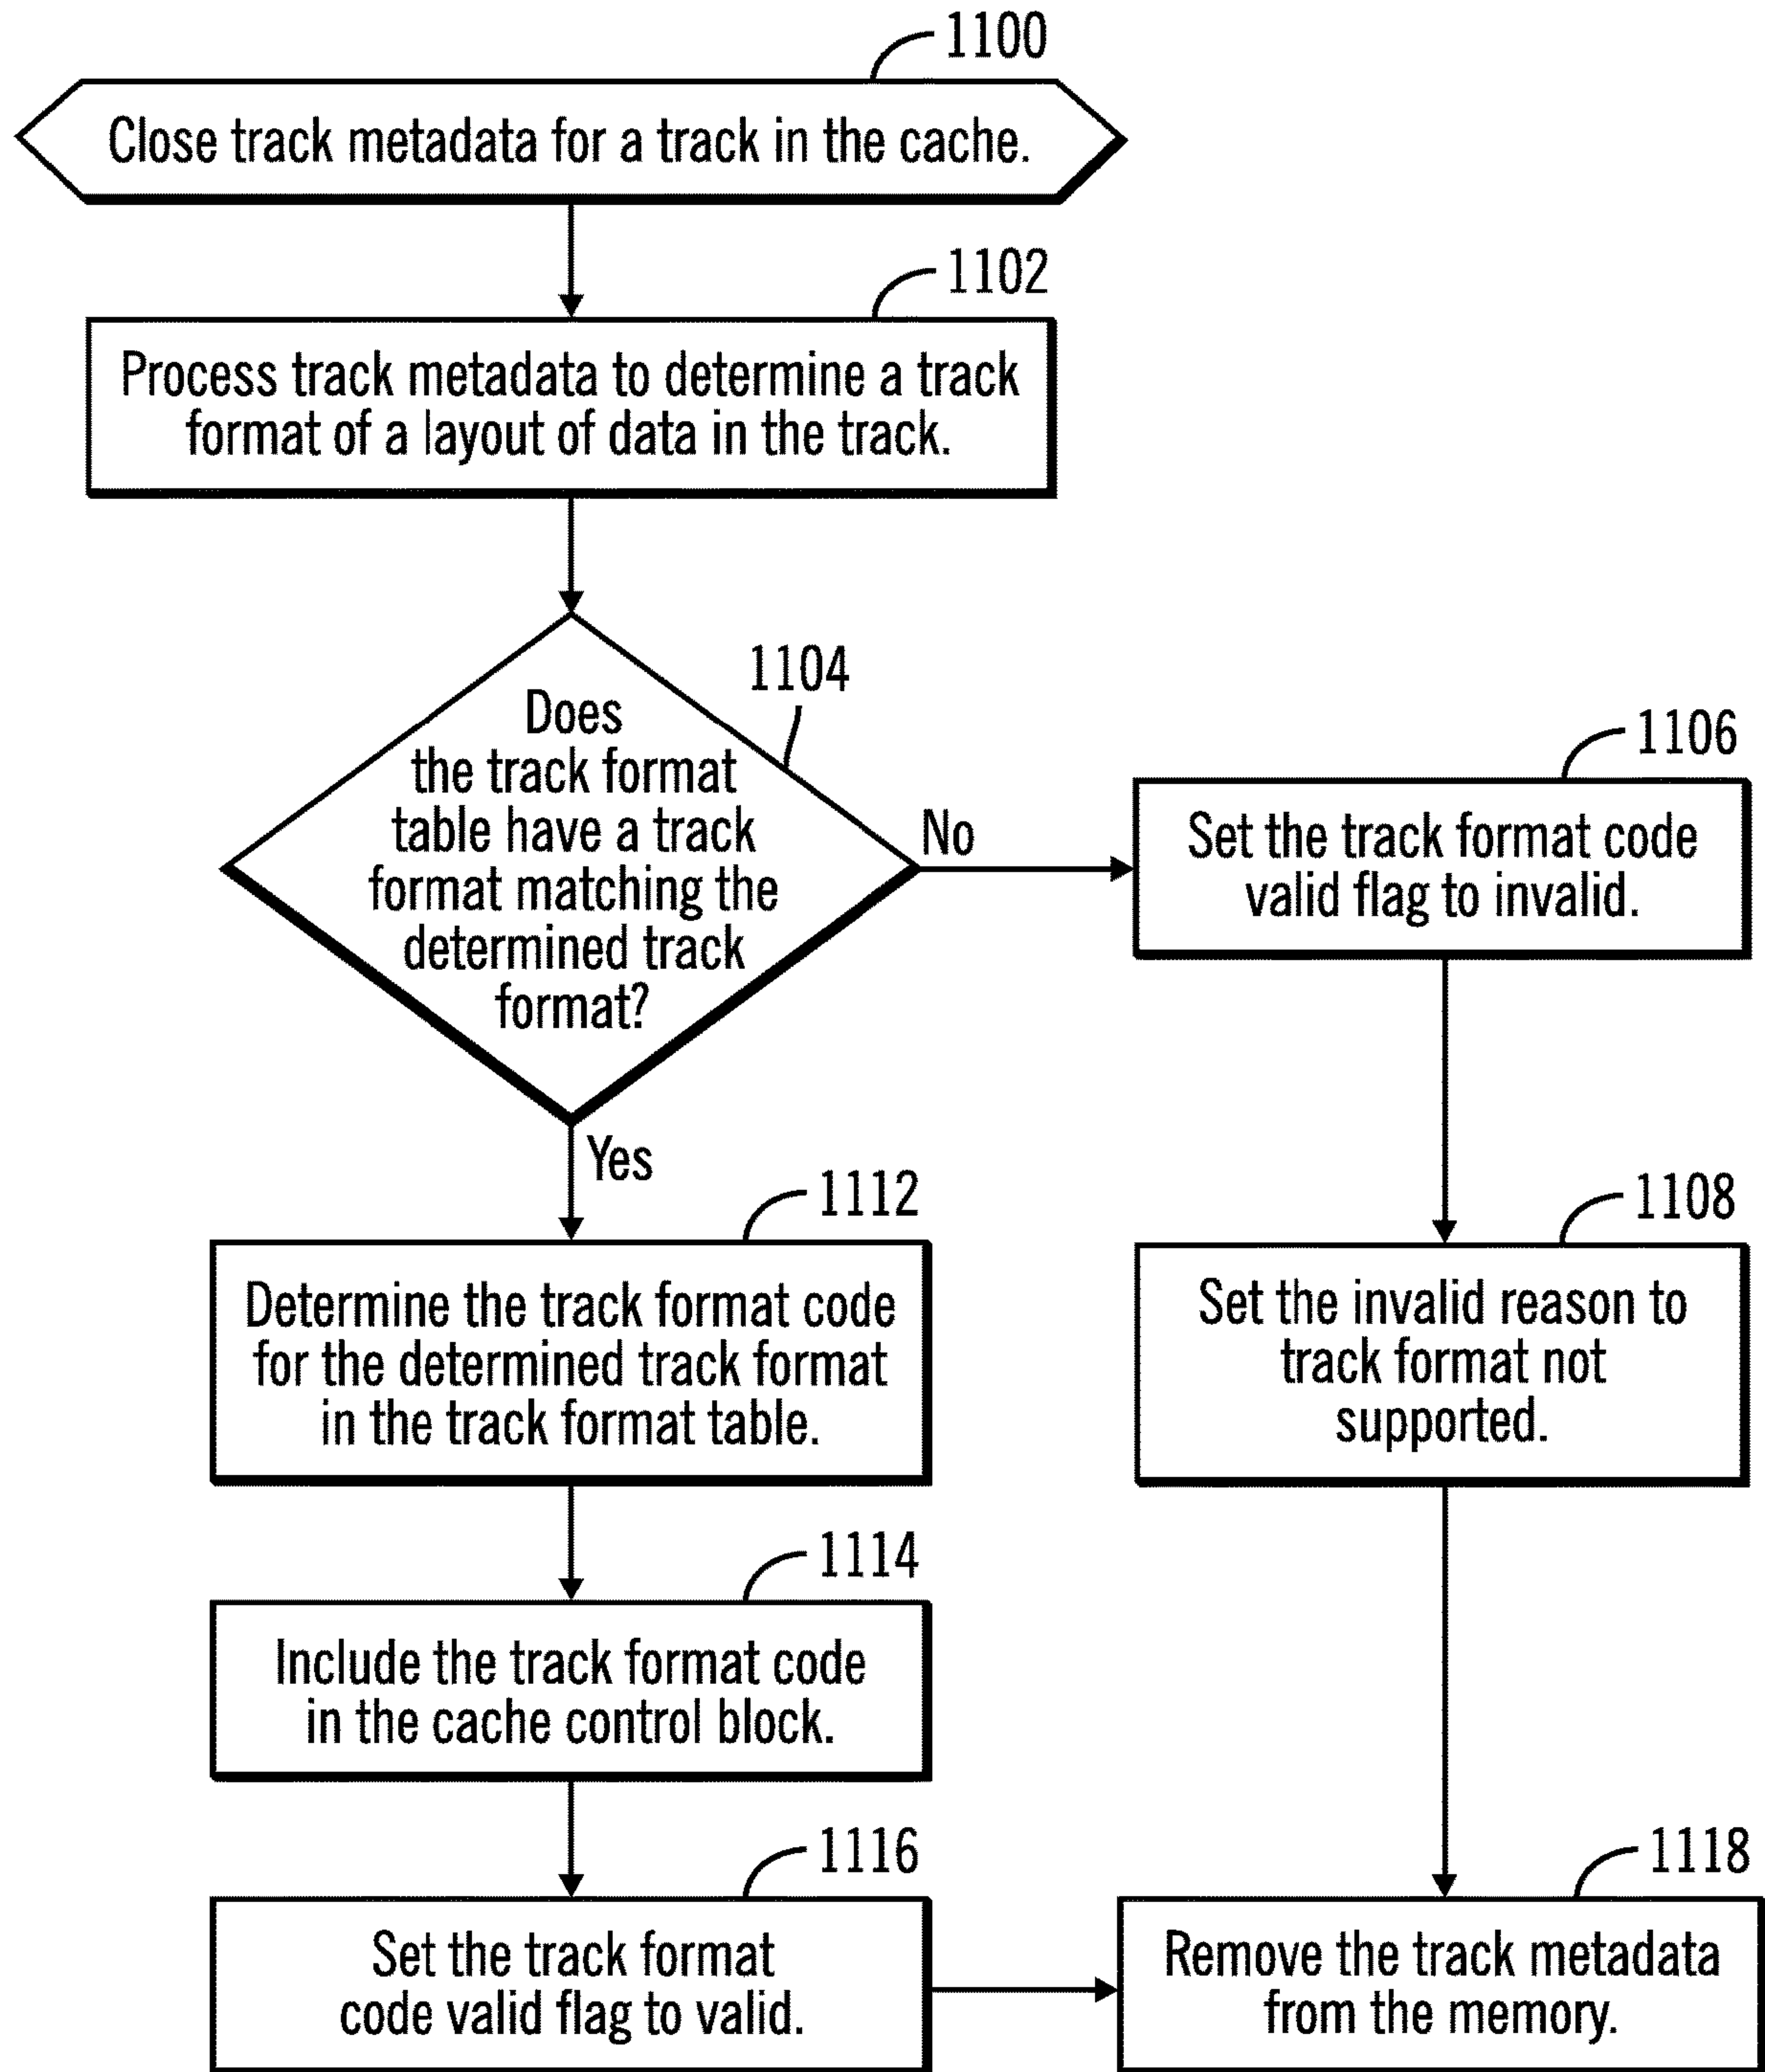 1100
Close track metadata for a track in the cache.
1102
Process track metadata to determine a track
format of a layout of data in the track.
1104
Does
the track format
table have a track
format matching the
determined track
format?
No
1106
Set the track format code
valid flag to invalid.
Yes
1112
Determine the track format code
for the determined track format
in the track format table.
1108
Set the invalid reason to
track format not
supported.
1114
Include the track format code
in the cache control block.
1116
Set the track format
code valid flag to valid.
1118
Remove the track metadata
from the memory.